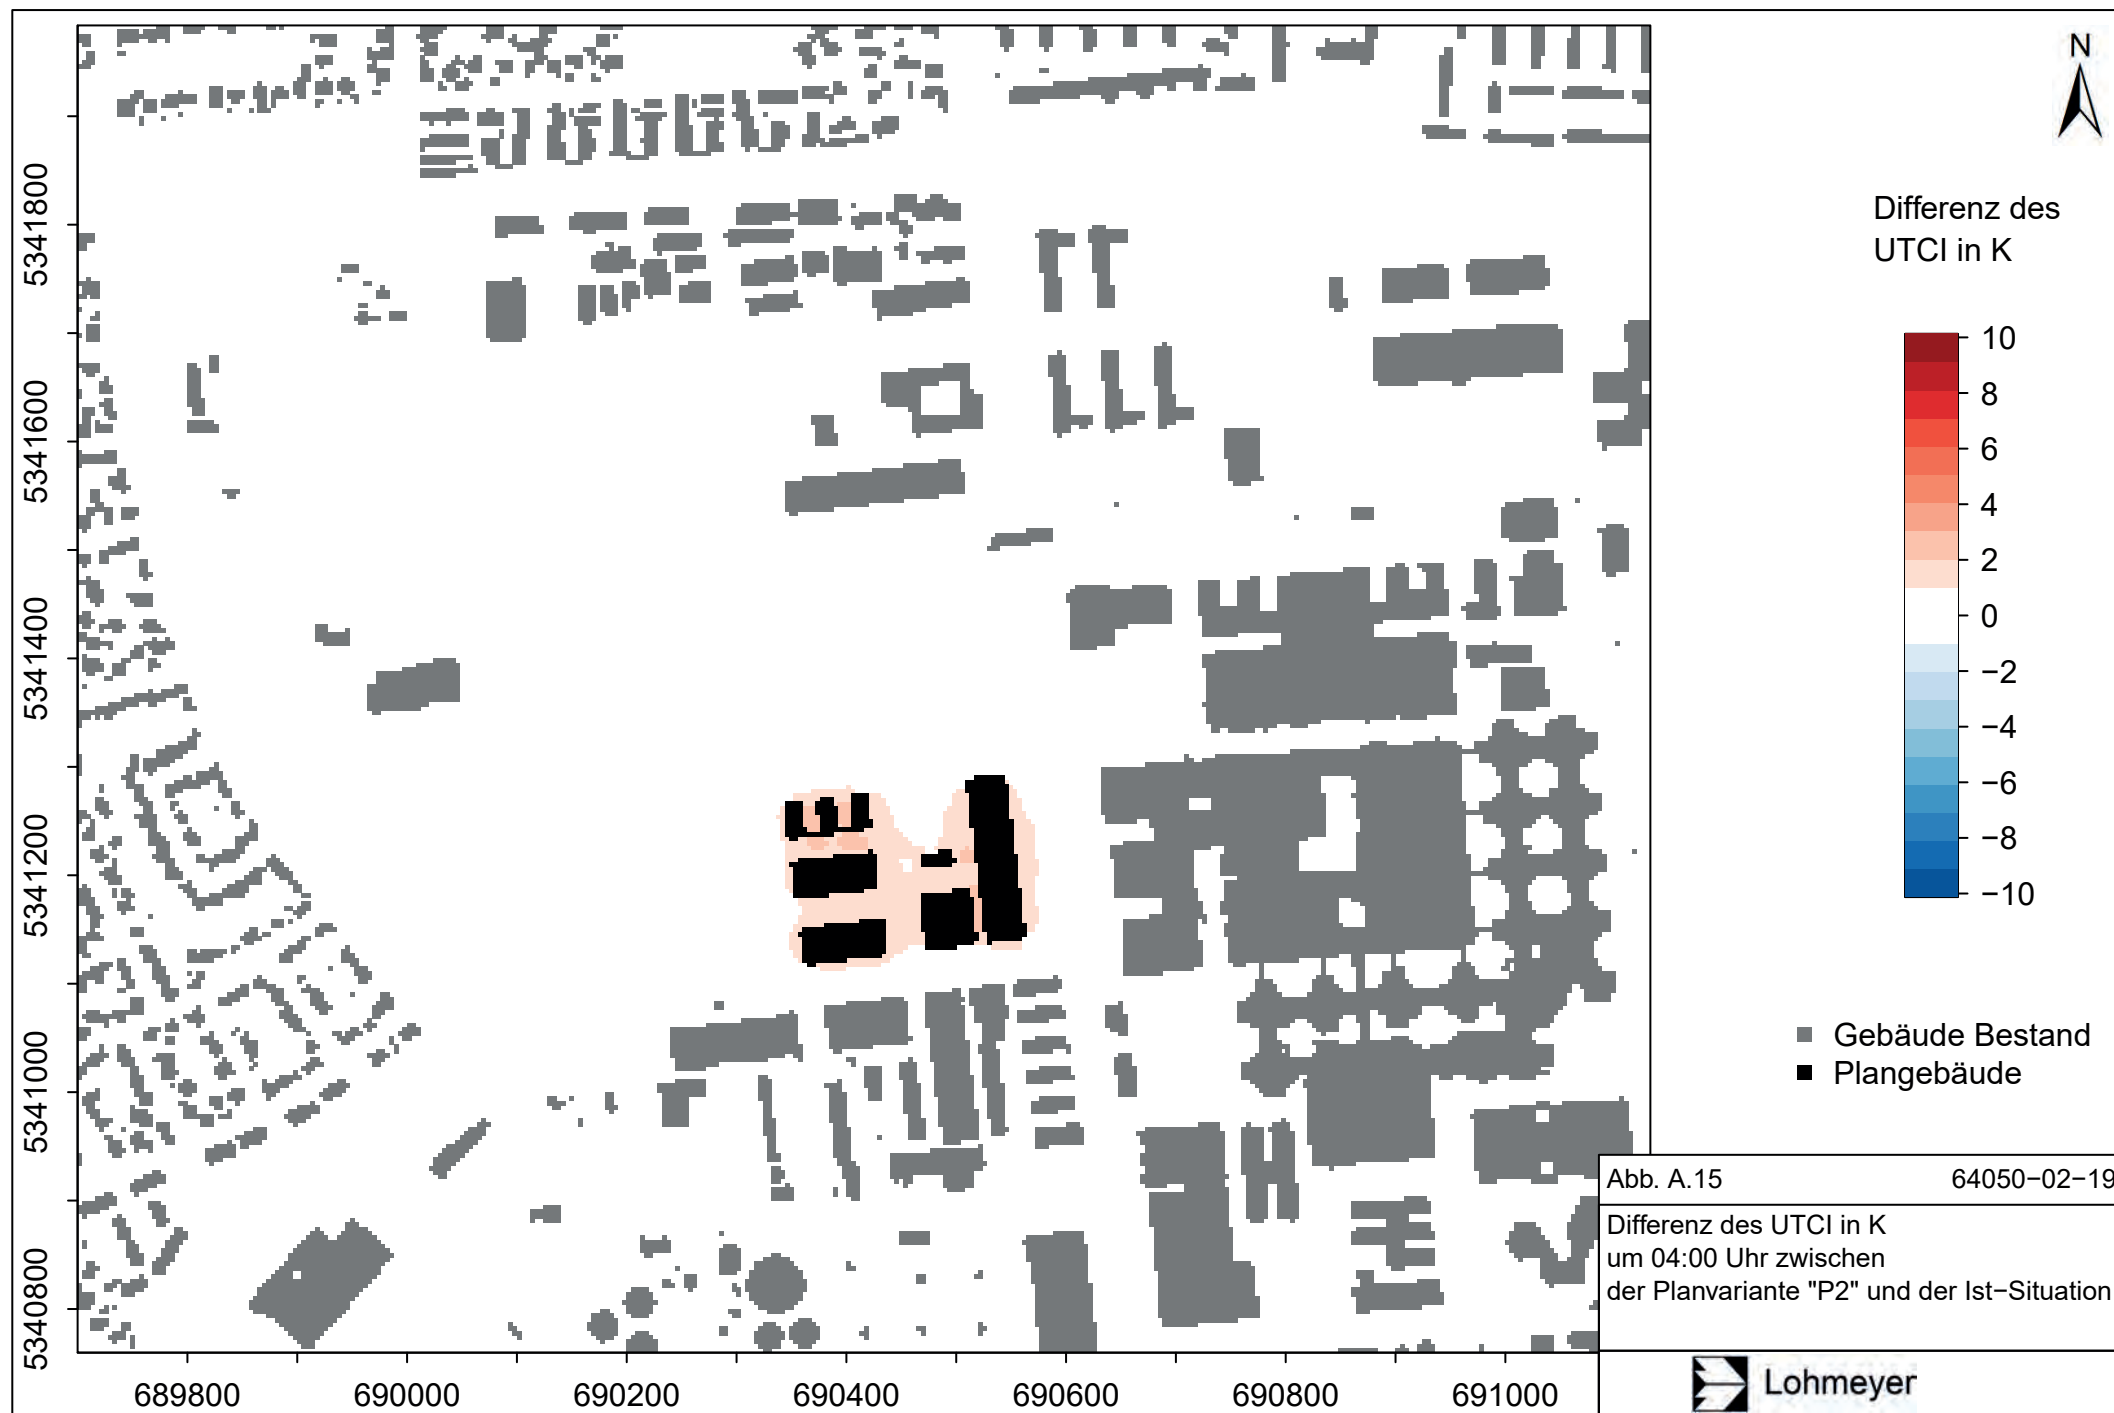 N
Differenz des
UTCI in K
10
8
6
4
2
0
−2
−4
−6
−8
−10
Gebäude Bestand
Plangebäude
5341800
5341600
5341400
5341200
5341000
5340800
689800 690000 690200 690400 690600 690800 691000
Abb. A.15 64050−02−19
Differenz des UTCI in K
um 04:00 Uhr zwischen
der Planvariante "P2" und der Ist−Situation
Lohmeyer